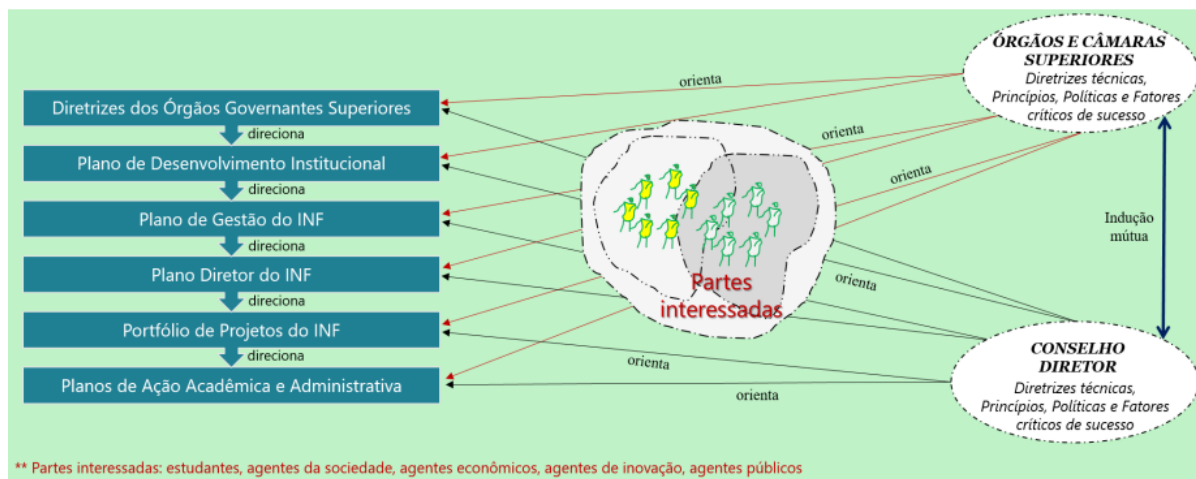 ÓRGÃOS E CÂMARAS
SUPERIORES
Diretrizes técnicas,
Princípios, Políticas e Fatores
críticos de sucesso
orienta
Diretrizes dos Órgãos Governantes Superiores
direciona
orienta
Plano de Desenvolvimento Institucional
direciona
orienta
Plano de Gestão do INF
Indução
mútua
direciona
Plano Diretor do INF
Partes
interessadas
orienta
direciona
Portfólio de Projetos do INF
direciona
orienta
CONSELHO
DIRETOR
Diretrizes técnicas,
Princípios, Políticas e Fatores
críticos de sucesso
Planos de Ação Acadêmica e Administrativa
orienta
** Partes interessadas: estudantes, agentes da sociedade, agentes econômicos, agentes de inovação, agentes públicos